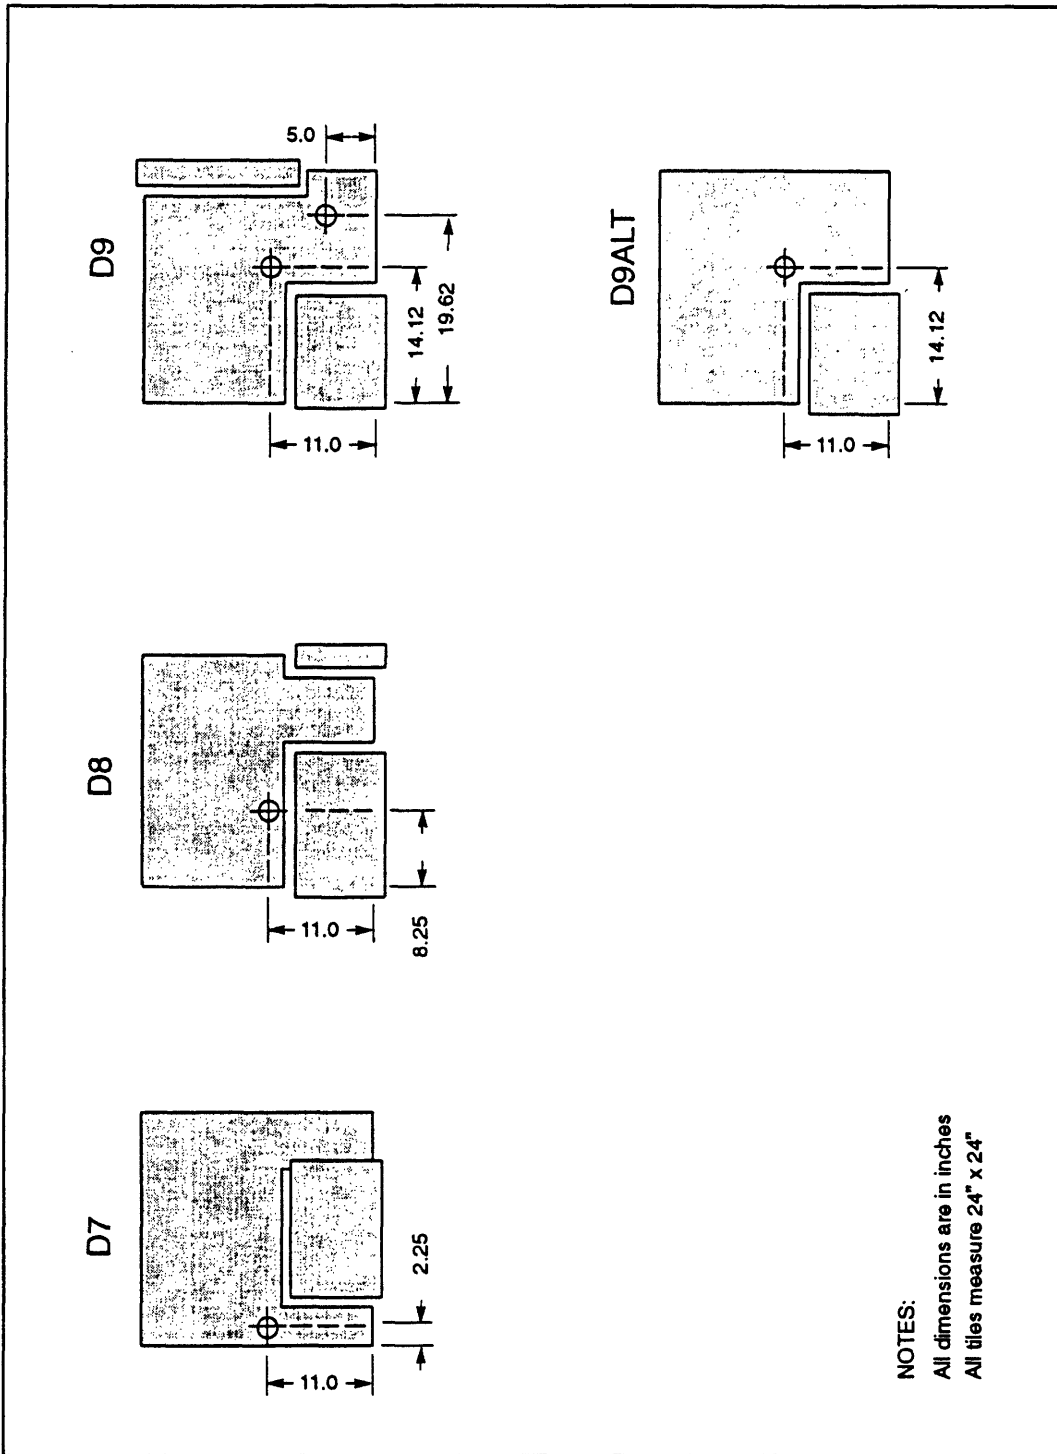 D7
11.0
2.25
D8
11.0
8.25
D9
5.0
11.0
14.12
19.62
D9ALT
11.0
14.12
NOTES:
All dimensions are in inches
All tiles measure 24" x 24"